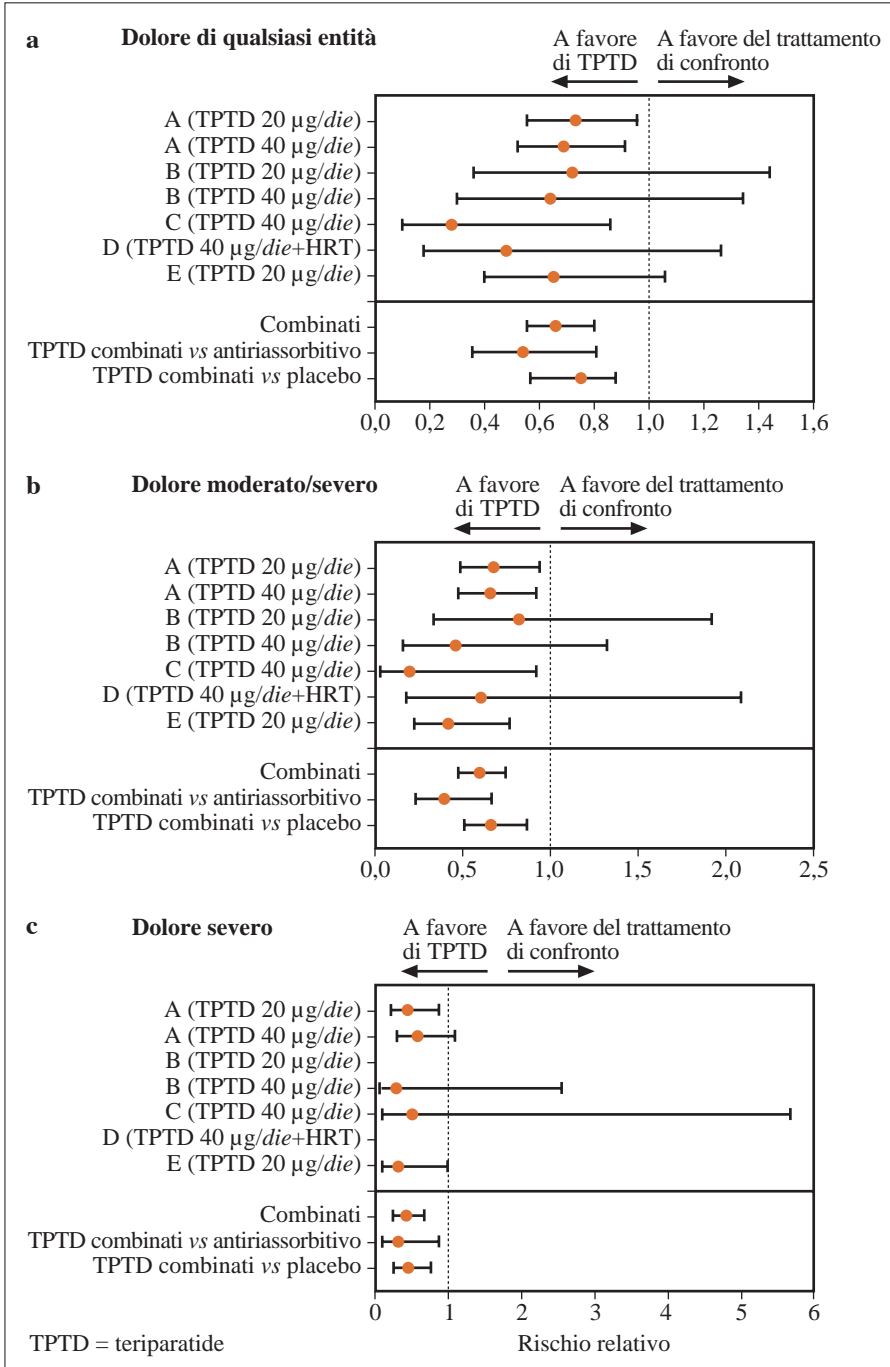 a Dolore di qualsiasi entità
A favore di TPTD
A favore del trattamento di confronto
A (TPTD 20 µg/die)
A (TPTD 40 µg/die)
B (TPTD 20 µg/die)
B (TPTD 40 µg/die)
C (TPTD 40 µg/die)
D (TPTD 40 µg/die+HRT)
E (TPTD 20 µg/die)
Combinati
TPTD combinati vs antiriassorbitivo
TPTD combinati vs placebo
0,0 0,2 0,4 0,6 0,8 1,0 1,2 1,4 1,6
b Dolore moderato/severo
A favore di TPTD
A favore del trattamento di confronto
A (TPTD 20 µg/die)
A (TPTD 40 µg/die)
B (TPTD 20 µg/die)
B (TPTD 40 µg/die)
C (TPTD 40 µg/die)
D (TPTD 40 µg/die+HRT)
E (TPTD 20 µg/die)
Combinati
TPTD combinati vs antiriassorbitivo
TPTD combinati vs placebo
0,0 0,5 1,0 1,5 2,0 2,5
c Dolore severo
A favore di TPTD
A favore del trattamento di confronto
A (TPTD 20 µg/die)
A (TPTD 40 µg/die)
B (TPTD 20 µg/die)
B (TPTD 40 µg/die)
C (TPTD 40 µg/die)
D (TPTD 40 µg/die+HRT)
E (TPTD 20 µg/die)
Combinati
TPTD combinati vs antiriassorbitivo
TPTD combinati vs placebo
0 1 2 3 4 5 6
TPTD = teriparatide
Rischio relativo